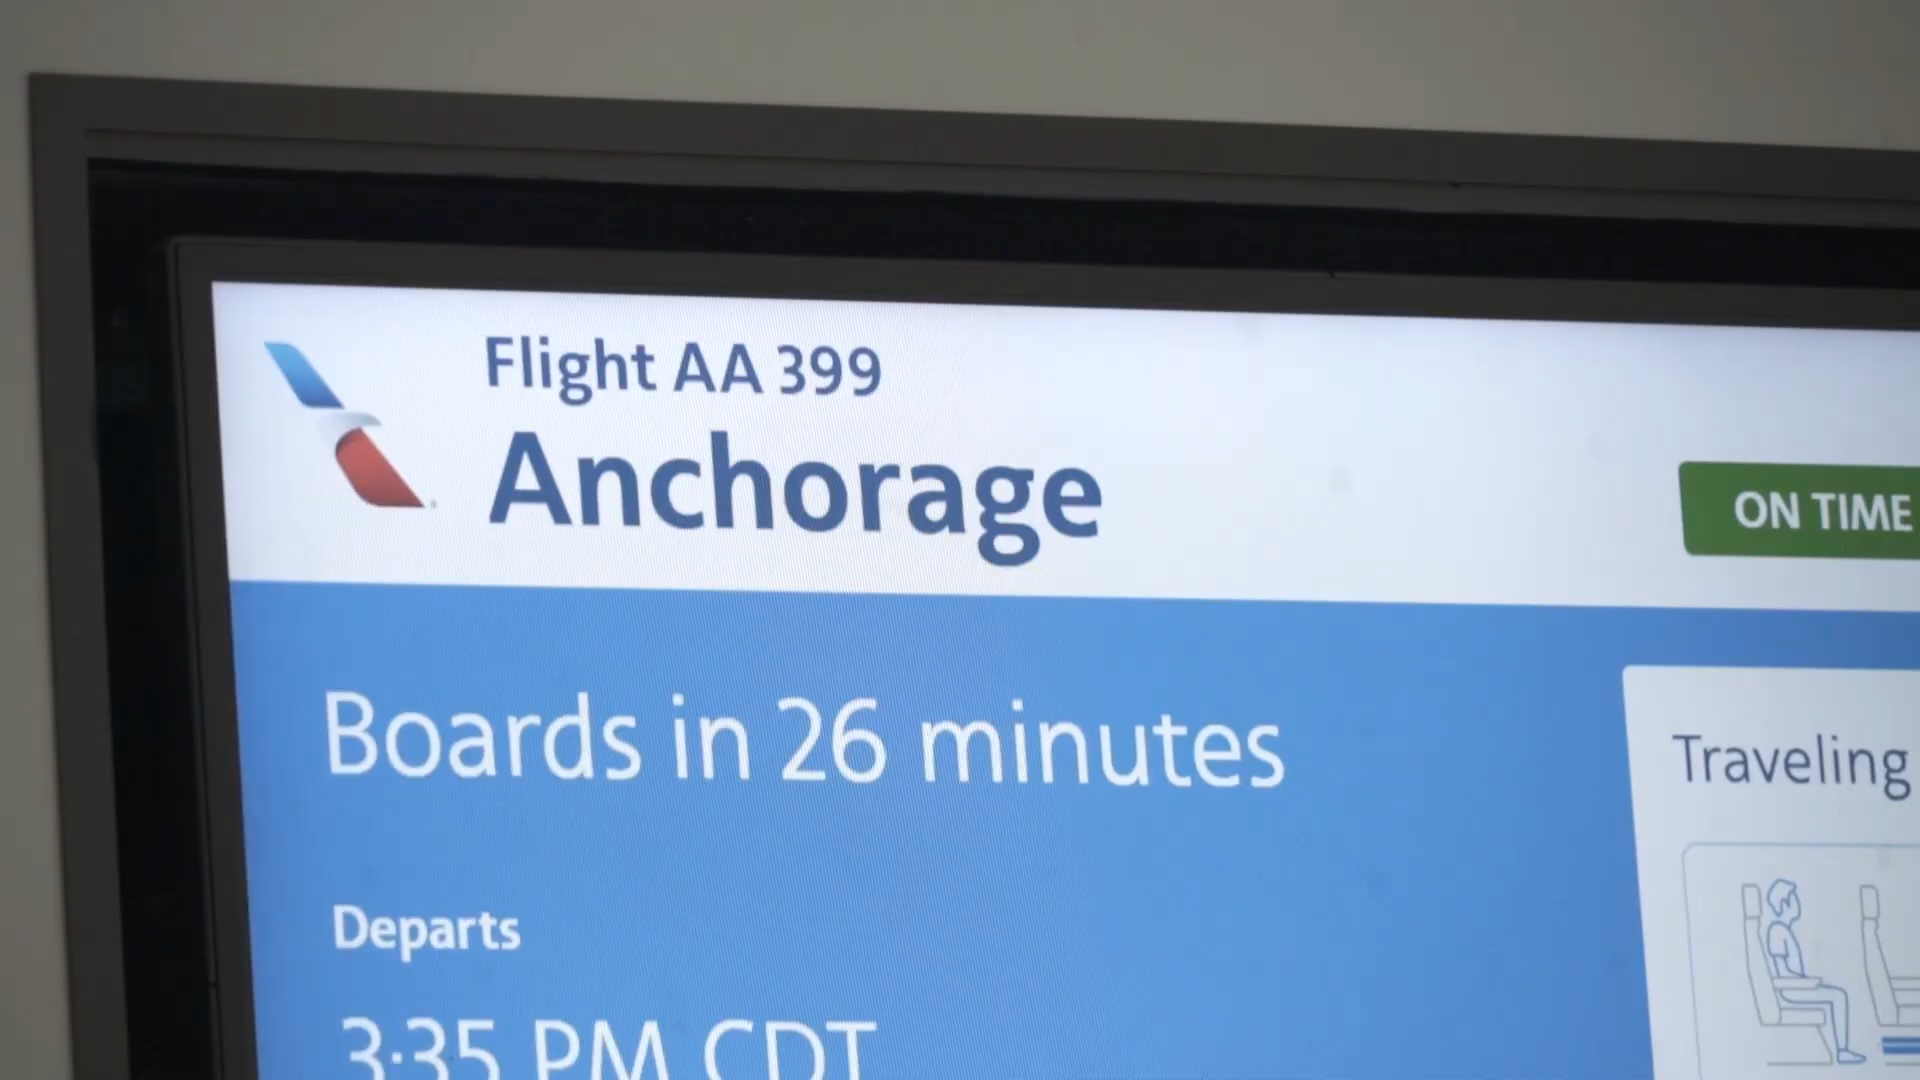 Flight AA 399
Anchorage
ON TIME
Boards in 26 minutes
Traveling
Departs
3:35 PM CDT